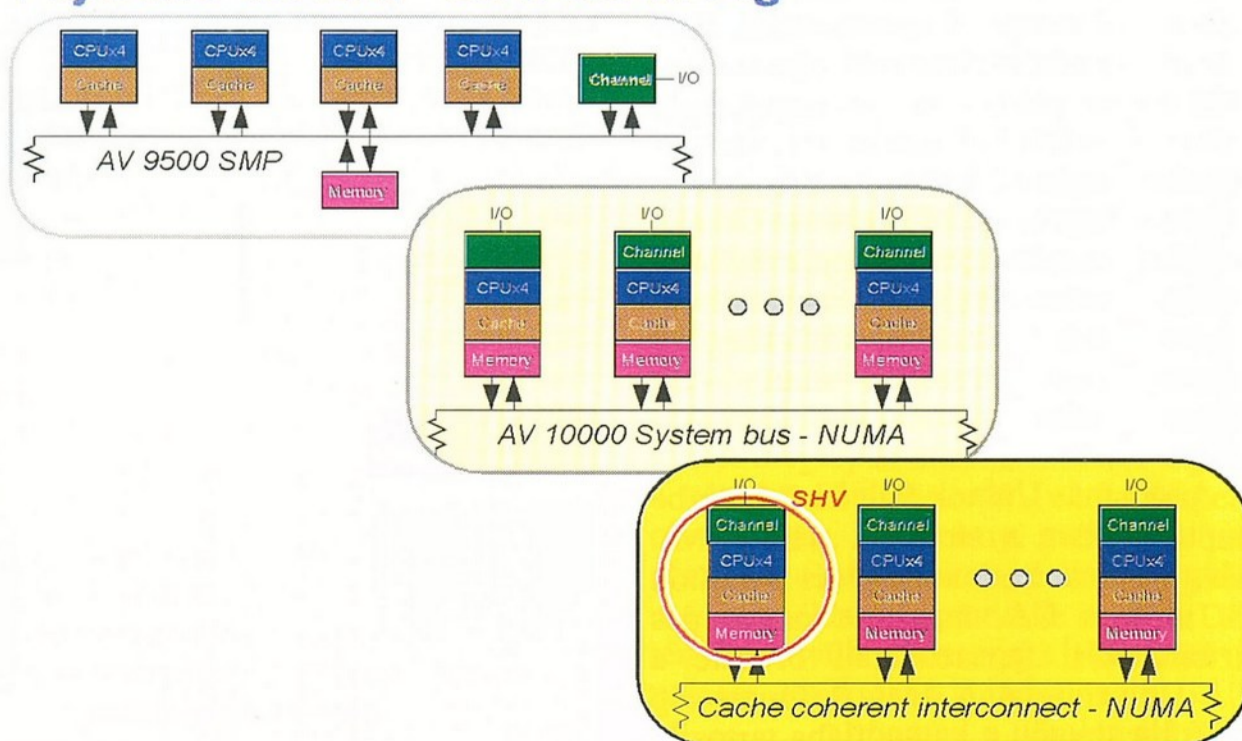 CPUx4
CPUx4
CPUx4
CPUx4
Cache
Cache
Cache
Cache
Channel
I/O
AV 9500 SMP
Memory
I/O
I/O
I/O
Channel
Channel
CPUx4
CPUx4
CPUx4
Cache
Cache
Cache
Memory
Memory
Memory
AV 10000 System bus - NUMA
I/O
SHV
I/O
I/O
Channel
Channel
Channel
CPUx4
CPUx4
CPUx4
Cache
Cache
Cache
Memory
Memory
Memory
Cache coherent interconnect - NUMA